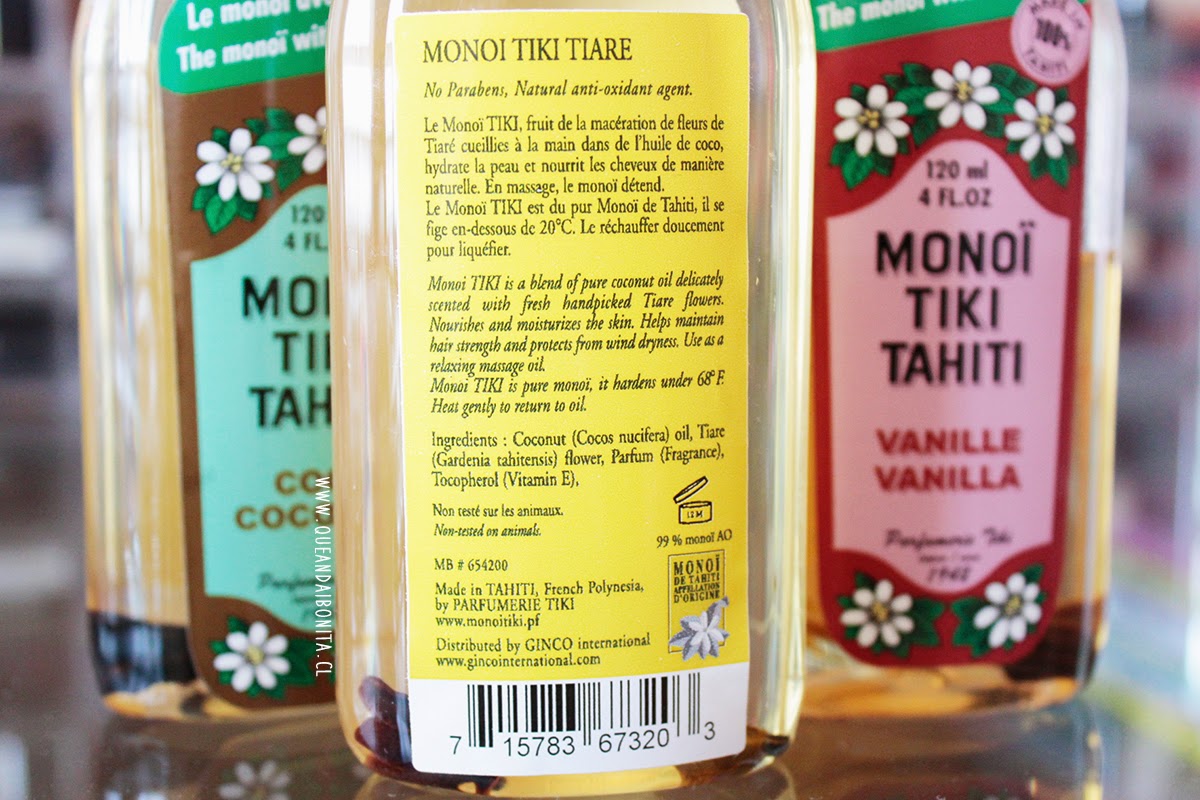 Le monoï
The monoï wit
120
4 FL.
MO
TI
TAH
CO
COC
www.queandaibonita.cl
MONOI TIKI TIARE
No Parabens, Natural anti-oxidant agent.
Le Monoï TIKI, fruit de la macération de fleurs de
Tiaré cueillies à la main dans de l'huile de coco,
hydrate la peau et nourrit les cheveux de manière
naturelle. En massage, le monoï détend.
Le Monoï TIKI est du pur Monoï de Tahiti, il se
fige en-dessous de 20°C. Le réchauffer doucement
pour liquéfier.
Monoi TIKI is a blend of pure coconut oil delicately
scented with fresh handpicked Tiare flowers.
Nourishes and moisturizes the skin. Helps maintain
hair strength and protects from wind dryness. Use as a
relaxing massage oil.
Monoi TIKI is pure monoï, it hardens under 68°F.
Heat gently to return to oil.
Ingredients : Coconut (Cocos nucifera) oil, Tiare
(Gardenia tahitensis) flower, Parfum (Fragrance),
Tocopherol (Vitamin E),
Non testé sur les animaux.
Non-tested on animals.
12M
99 % monoï AO
MB # 654200
Made in TAHITI, French Polynesia,
by PARFUMERIE TIKI
www.monoitiki.pf
Distributed by GINCO international
www.gincointernational.com
MONOÏ
DE TAHITI
APPELLATION
D'ORIGINE
7 15783 67320 3
The monoï wit
MADE IN
100%
TAHITI
120 ml
4 FL.OZ
MONOÏ
TIKI
TAHITI
VANILLE
VANILLA
Parfumerie Tiki
1942